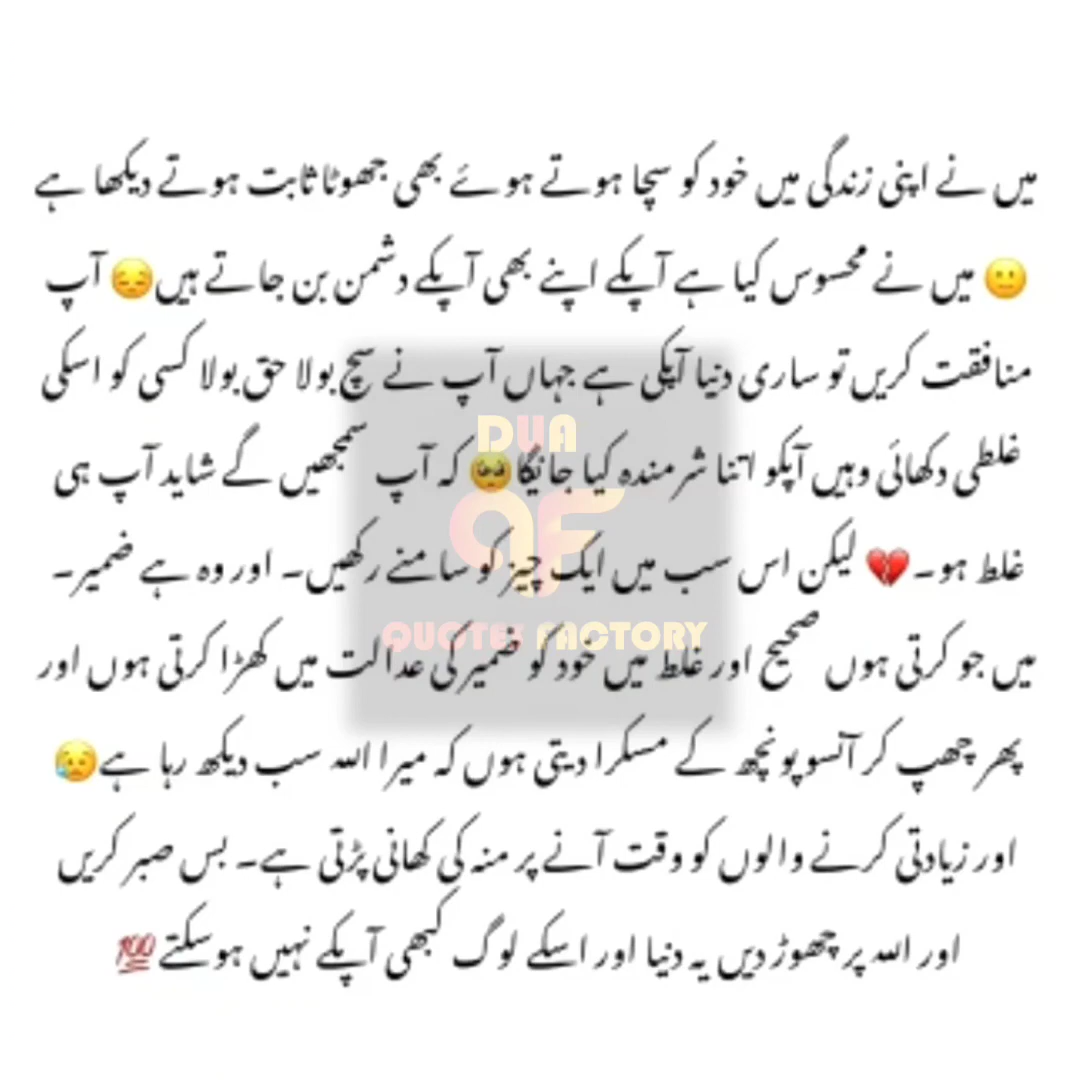 میں نے اپنی زندگی میں خود کو سچا ہوتے ہوئے بھی جھوٹا ثابت ہوتے دیکھا ہے
🙂 میں نے محسوس کیا ہے آپکے اپنے بھی آپکے دشمن بن جاتے ہیں😔 آپ
منافقت کریں تو ساری دنیا آپکی ہے جہاں آپ نے سچ بولا حق بولا کسی کو اسکی
غلطی دکھائی وہیں آپکو اتنا شرمندہ کیا جائیگا🥺 کہ آپ سمجھیں گے شاید آپ ہی
غلط ہو۔💔 لیکن اس سب میں ایک چیز کو سامنے رکھیں۔ اور وہ ہے ضمیر۔
میں جو کرتی ہوں صحیح اور غلط میں خود کو ضمیر کی عدالت میں کھڑا کرتی ہوں اور
پھر چھپ کر آنسو پونچھ کے مسکرا دیتی ہوں کہ میرا اللہ سب دیکھ رہا ہے😥
اور زیادتی کرنے والوں کو وقت آنے پر منہ کی کھانی پڑتی ہے۔ بس صبر کریں
اور اللہ پر چھوڑ دیں یہ دنیا اور اسکے لوگ کبھی آپکے نہیں ہو سکتے💯
DUA
QF
QUOTES FACTORY